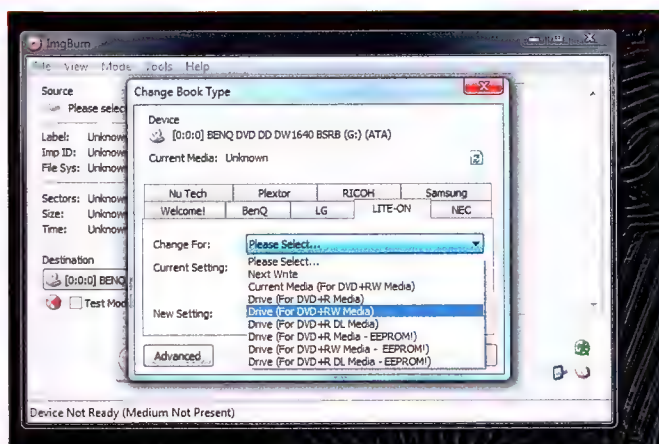 ImgBurn
File View Mode Tools Help
Source
Please selec
Label: Unknow
Imp ID: Unknow
File Sys: Unknow
Sectors: Unknow
Size: Unknow
Time: Unknow
Destination
[0:0:0] BENQ
Test Mod
Device Not Ready (Medium Not Present)
Change Book Type
Device
[0:0:0] BENQ DVD DD DW1640 BSRB (G:) (ATA)
Current Media: Unknown
Nu Tech Plextor RICOH Samsung
Welcome! BenQ LG LITE-ON NEC
Change For: Please Select...
Current Setting:
New Setting:
Please Select...
Next Write
Current Media (For DVD+RW Media)
Drive (For DVD+R Media)
Drive (For DVD+RW Media)
Drive (For DVD+R DL Media)
Drive (For DVD+R Media - EEPROM!)
Drive (For DVD+RW Media - EEPROM!)
Drive (For DVD+R DL Media - EEPROM!)
Advanced